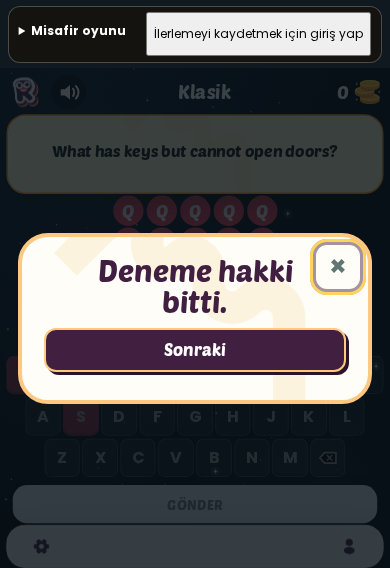 ▶ Misafir oyunu
İlerlemeyi kaydetmek için giriş yap
R
Klasik
0
What has keys but cannot open doors?
Q Q Q Q Q
Deneme hakki
bitti.
✖
Sonraki
A S D F G H J K L
Z X C V B N M
GÖNDER